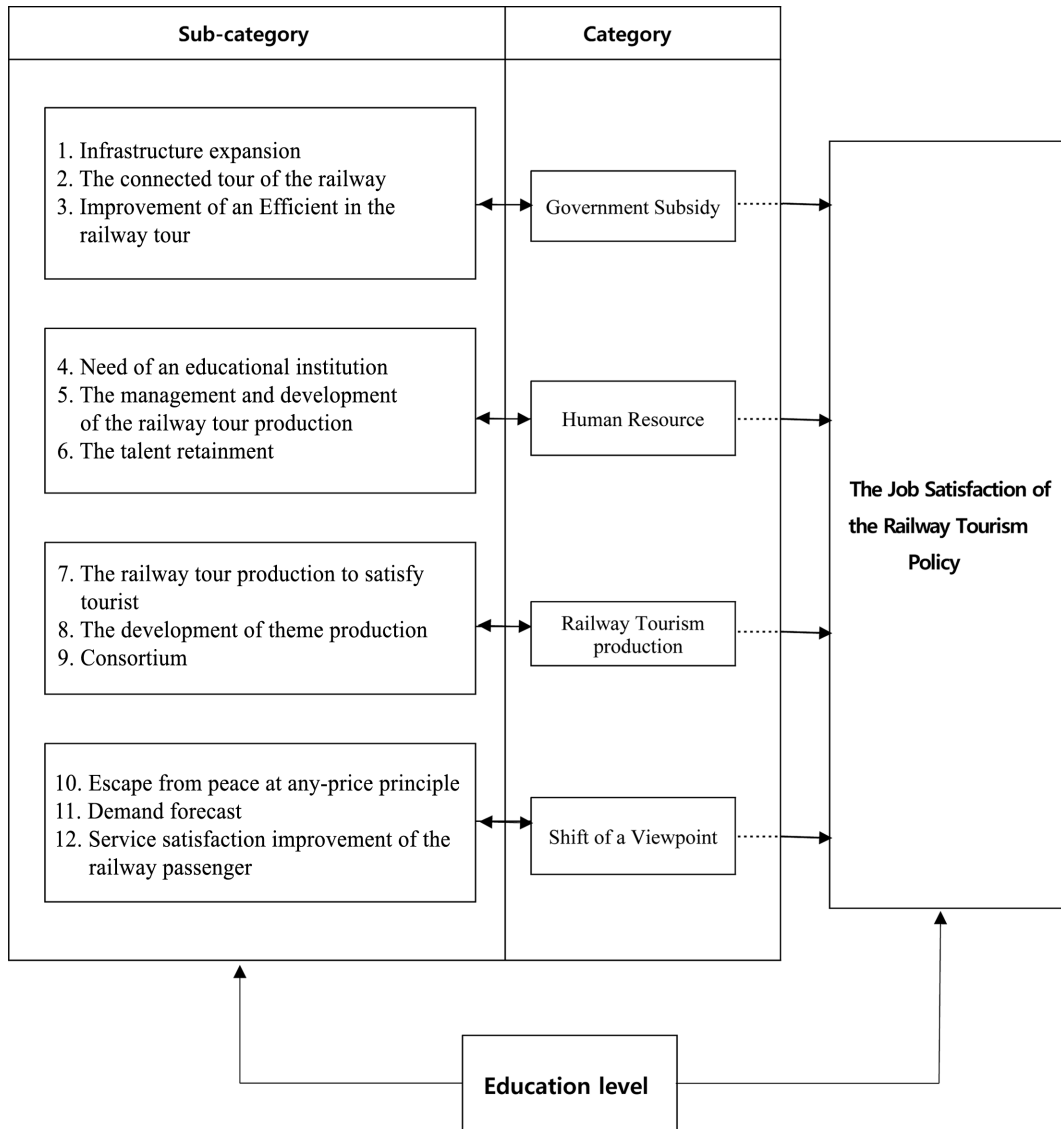 Sub-category
Category
1. Infrastructure expansion
2. The connected tour of the railway
3. Improvement of an Efficient in the
railway tour
Government Subsidy
4. Need of an educational institution
5. The management and development
of the railway tour production
6. The talent retainment
Human Resource
7. The railway tour production to satisfy
tourist
8. The development of theme production
9. Consortium
Railway Tourism
production
10. Escape from peace at any-price principle
11. Demand forecast
12. Service satisfaction improvement of the
railway passenger
Shift of a Viewpoint
The Job Satisfaction of
the Railway Tourism
Policy
Education level